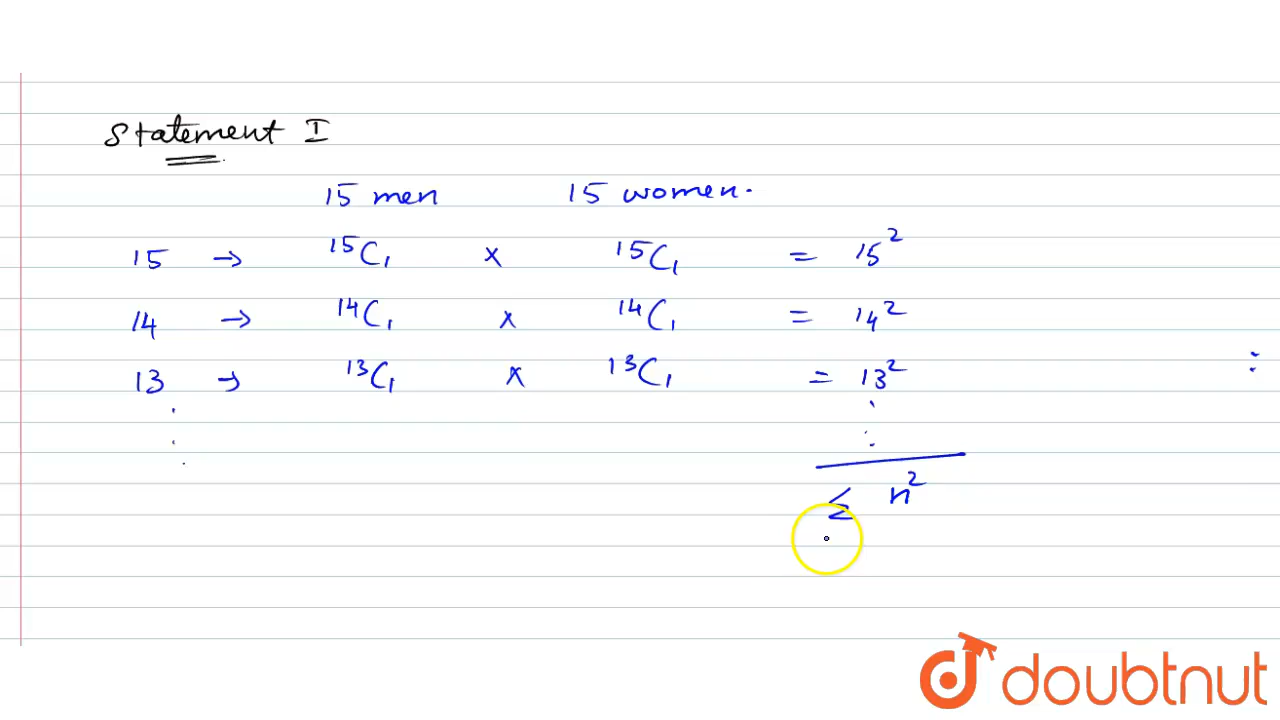 Statement I
15 men 15 women.
15 → ¹⁵C₁ × ¹⁵C₁ = 15²
14 → ¹⁴C₁ × ¹⁴C₁ = 14²
13 → ¹³C₁ × ¹³C₁ = 13²
Σ n²
doubtnut